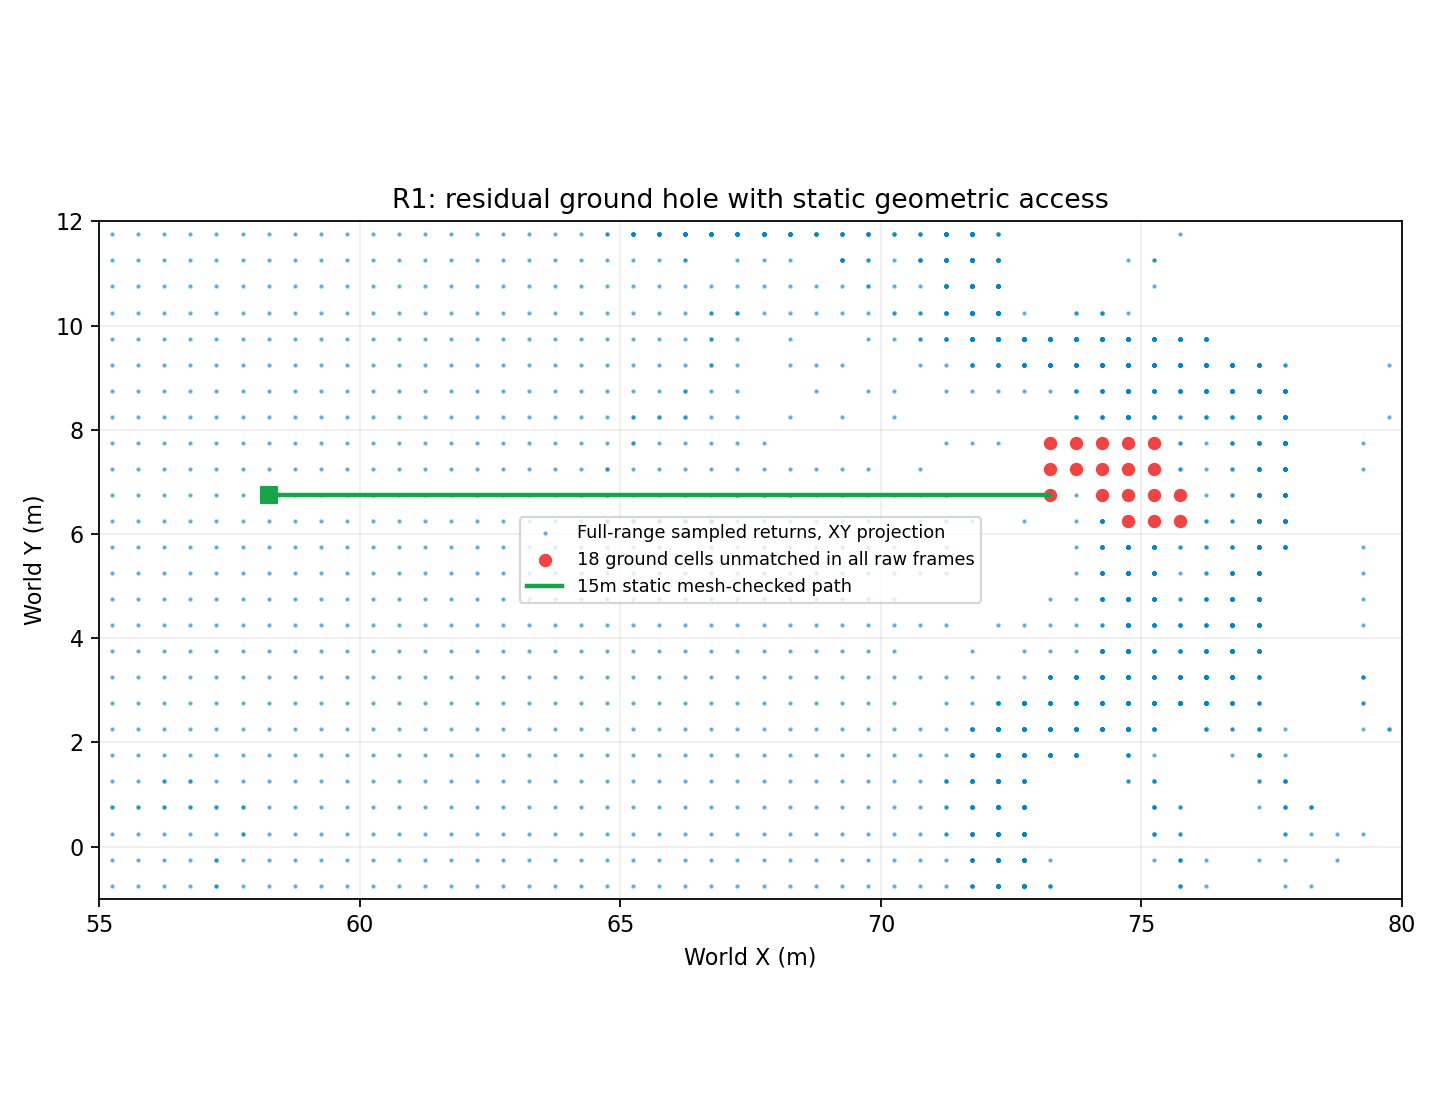 R1: residual ground hole with static geometric access
12
10
8
6
4
2
0
World Y (m)
Full-range sampled returns, XY projection
18 ground cells unmatched in all raw frames
15m static mesh-checked path
55
60
65
70
75
80
World X (m)